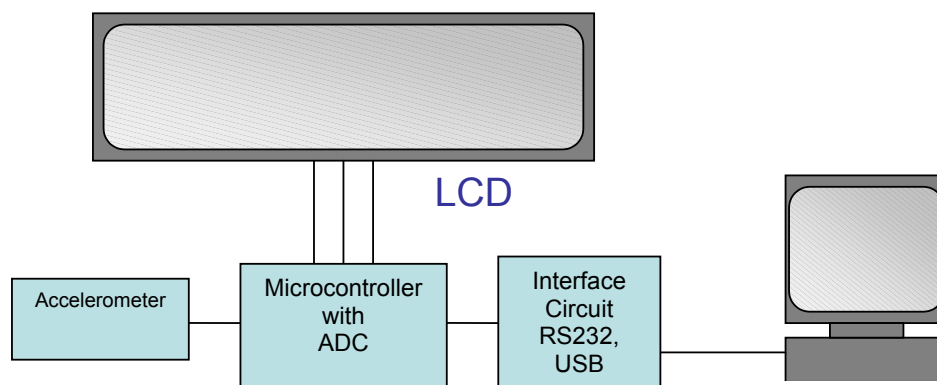 LCD
Accelerometer
Microcontroller
with
ADC
Interface
Circuit
RS232,
USB